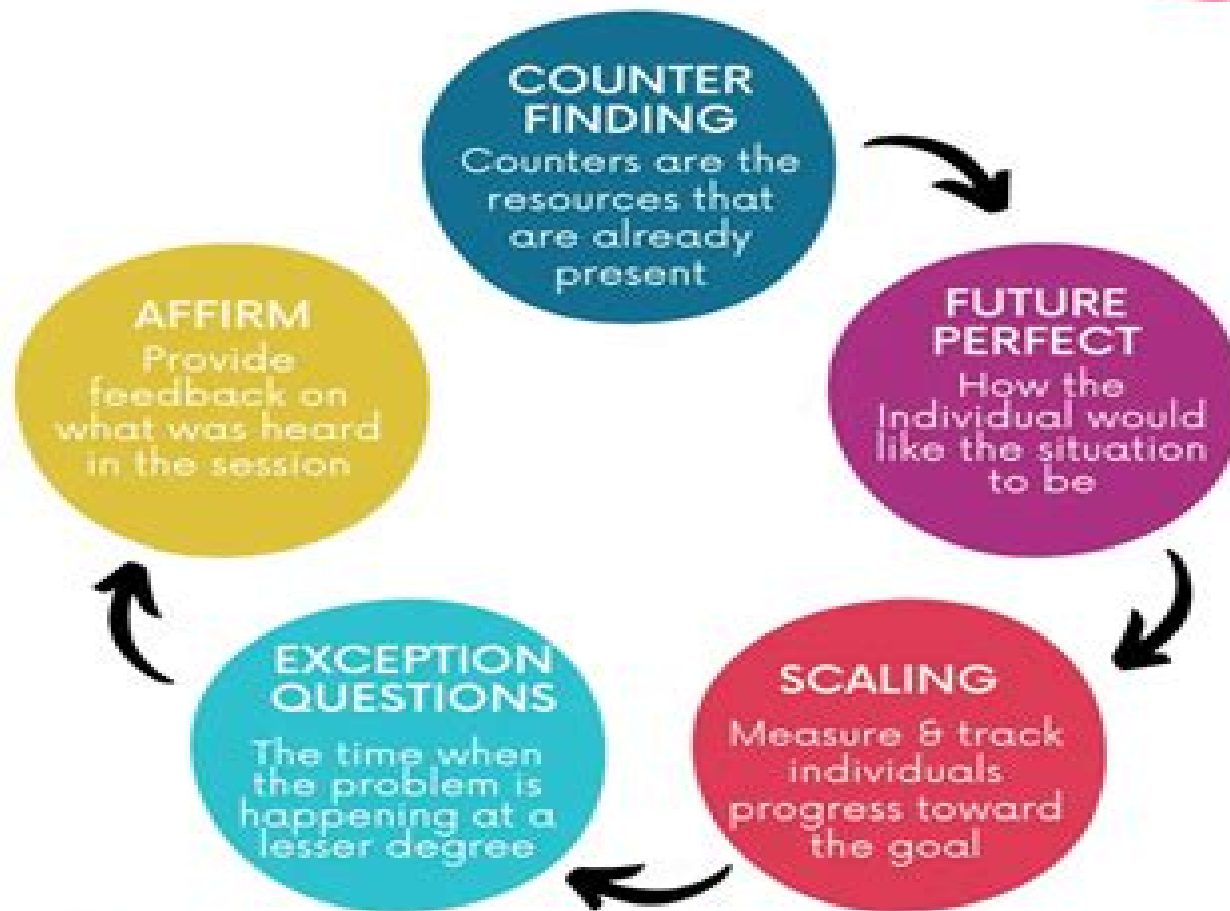 COUNTER
FINDING
Counters are the
resources that
are already
present
FUTURE
PERFECT
How the
Individual would
like the situation
to be
SCALING
Measure & track
individuals
progress toward
the goal
EXCEPTION
QUESTIONS
The time when
the problem is
happening at a
lesser degree
AFFIRM
Provide
feedback on
what was heard
in the session